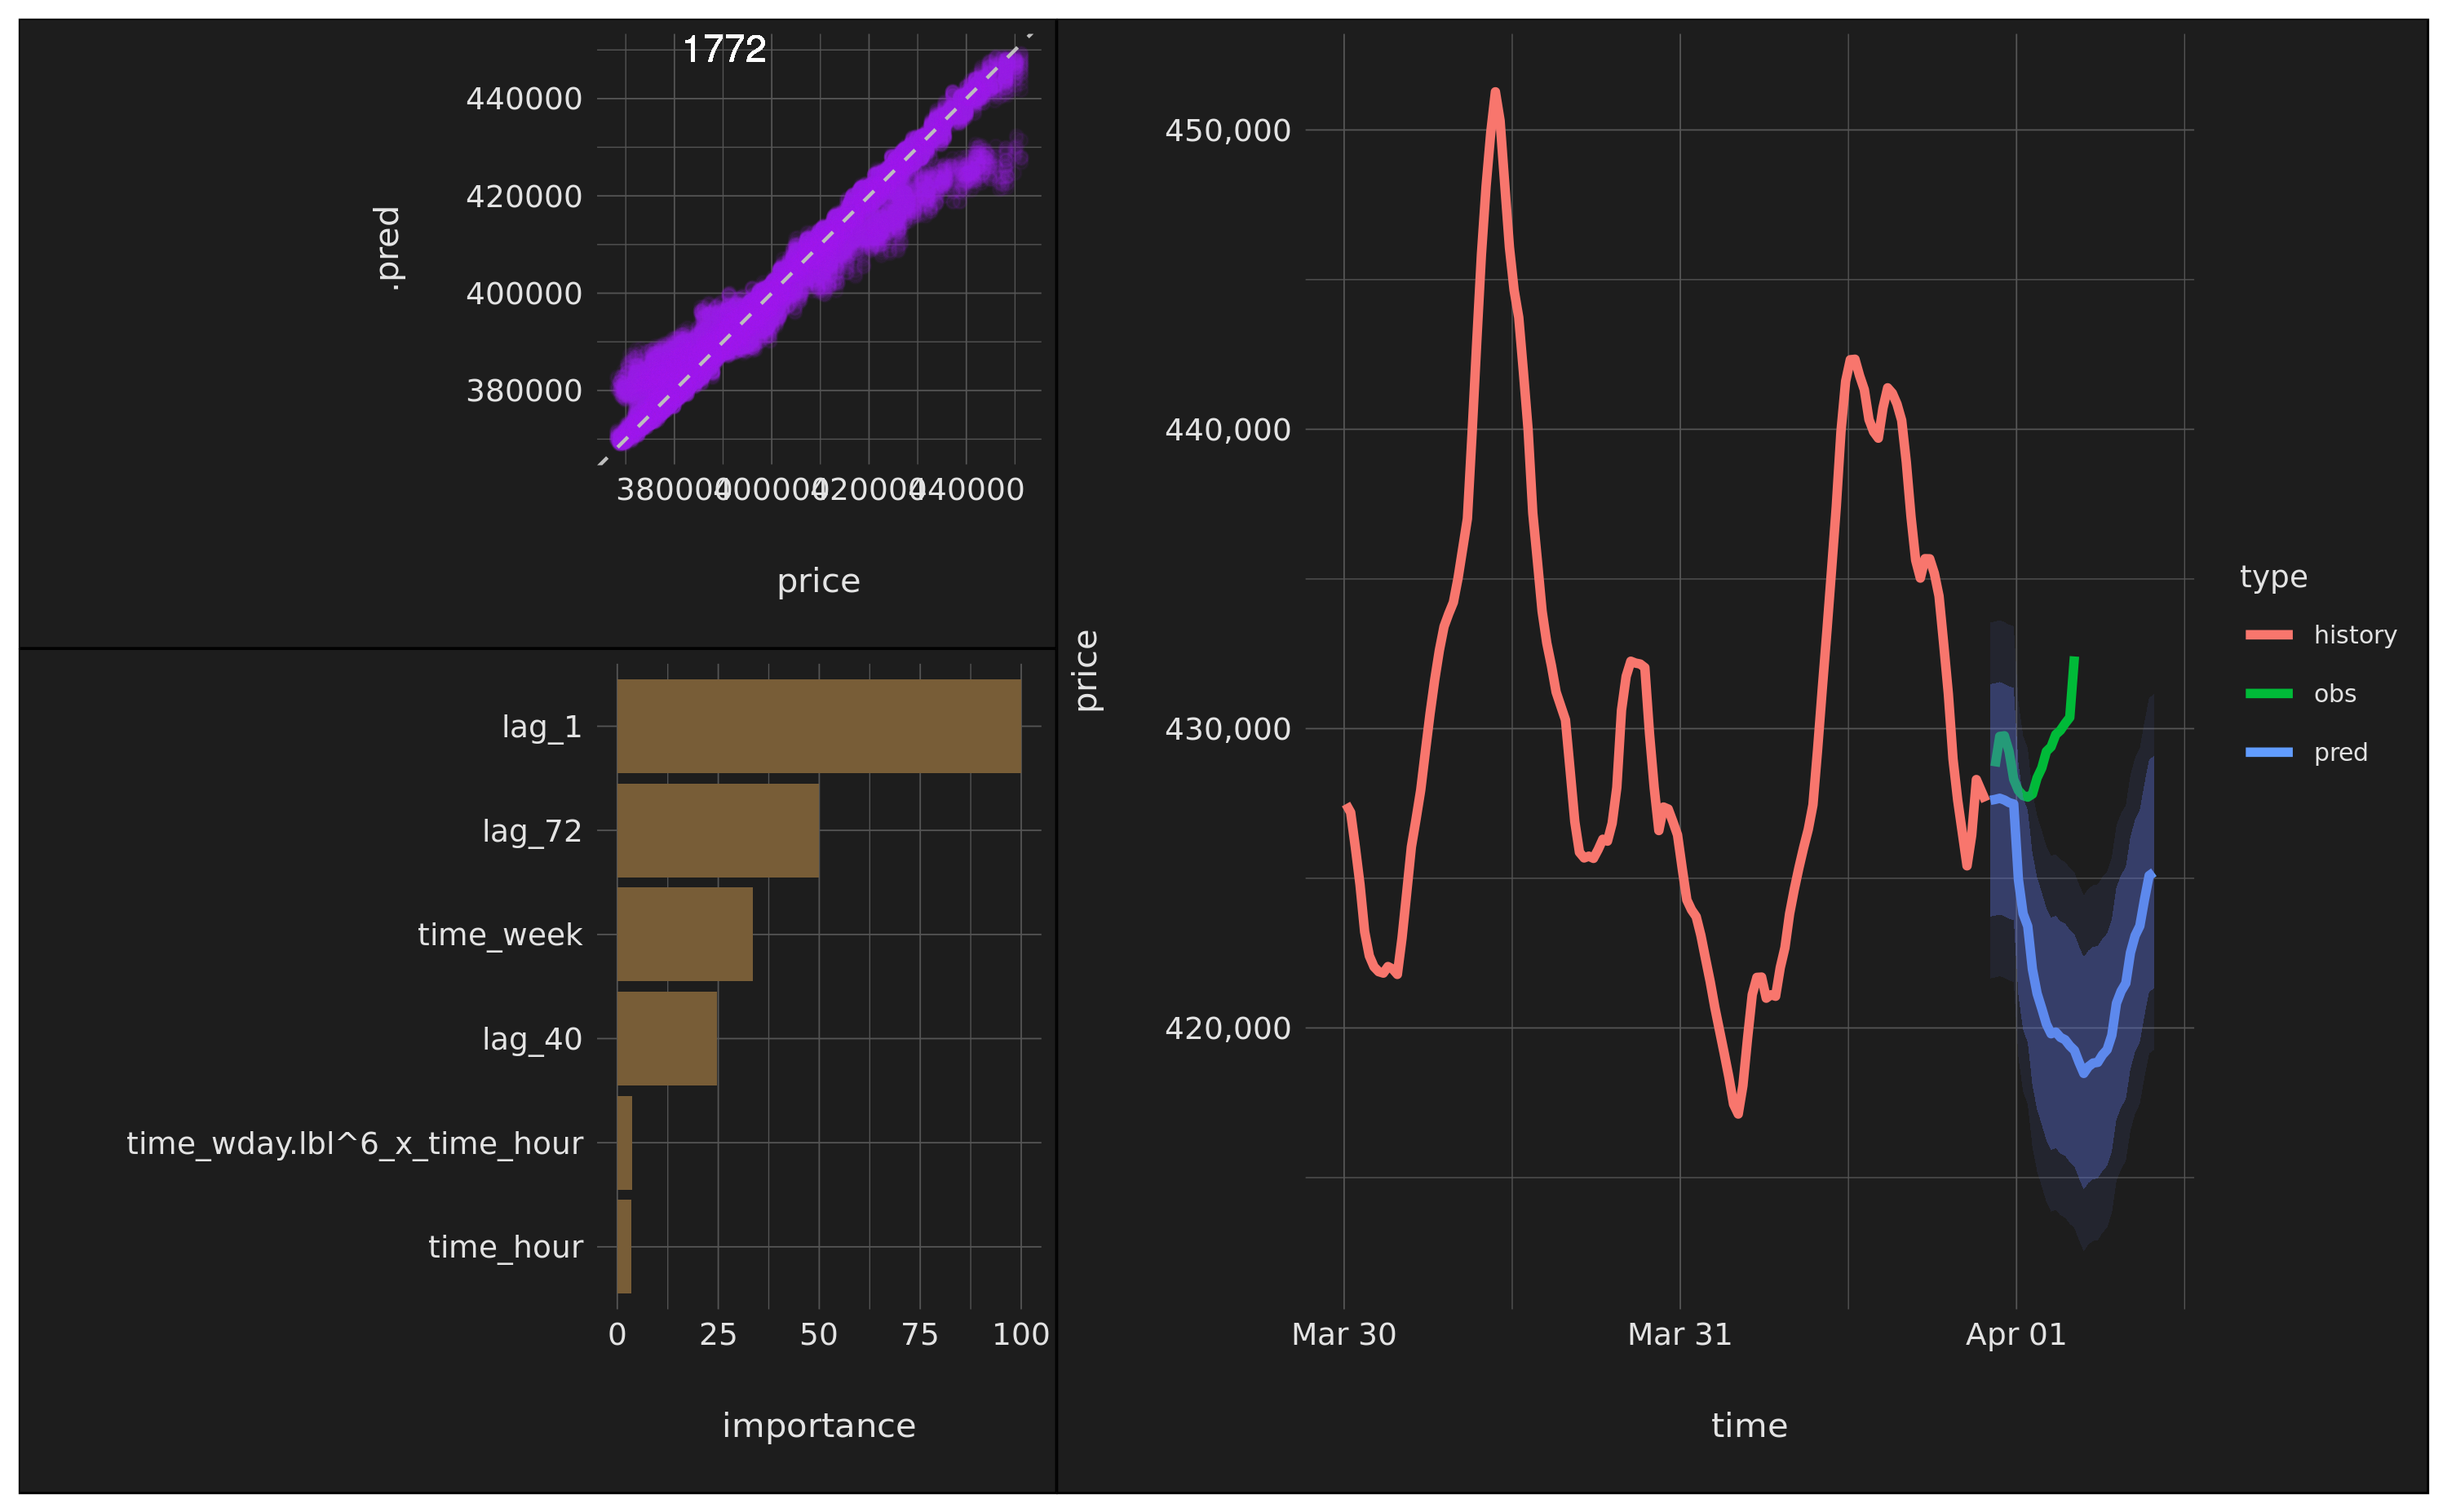 1772
440000
420000
400000
380000
.pred
380000 400000 420000 440000
price
lag_1
lag_72
time_week
lag_40
time_wday.lbl^6_x_time_hour
time_hour
0 25 50 75 100
importance
450,000
440,000
430,000
420,000
price
Mar 30 Mar 31 Apr 01
time
type
history
obs
pred